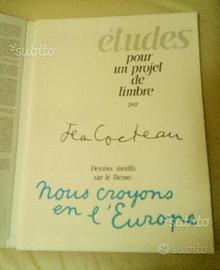 études
pour
un projet
de
timbre
par
Jean Cocteau
Dessins inédits
sur le thème:
Nous croyons
en l'Europe
subito
subito
subito